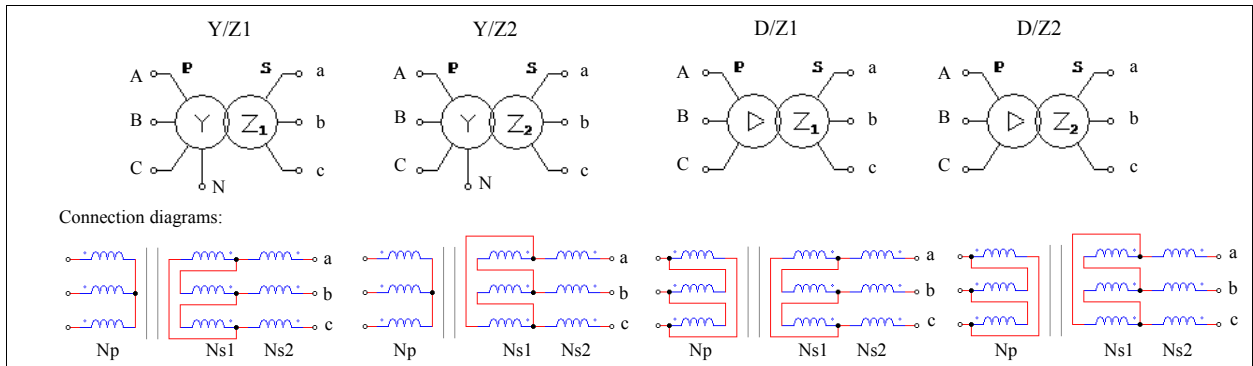 Y/Z1 Y/Z2 D/Z1 D/Z2
A P S a A P S a A P S a A P S a
B Y Z1 b B Y Z2 b B Z1 b B Z2 b
C c C c C c C c
N N
Connection diagrams:
a a a a
b b b b
c c c c
Np Ns1 Ns2 Np Ns1 Ns2 Np Ns1 Ns2 Np Ns1 Ns2